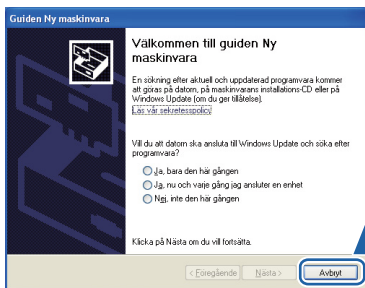 Guiden Ny maskinvara
Välkommen till guiden Ny
maskinvara
En sökning efter aktuell och uppdaterad programvara kommer
att göras på datorn, på maskinvarans installations-CD eller på
Windows Update (om du ger tillåtelse).
Läs vår sekretesspolicy
Vill du att datorn ska ansluta till Windows Update och söka efter
programvara?
Ja, bara den här gången
Ja, nu och varje gång jag ansluter en enhet
Nej, inte den här gången
Klicka på Nästa om du vill fortsätta.
< Föregående
Nästa >
Avbryt